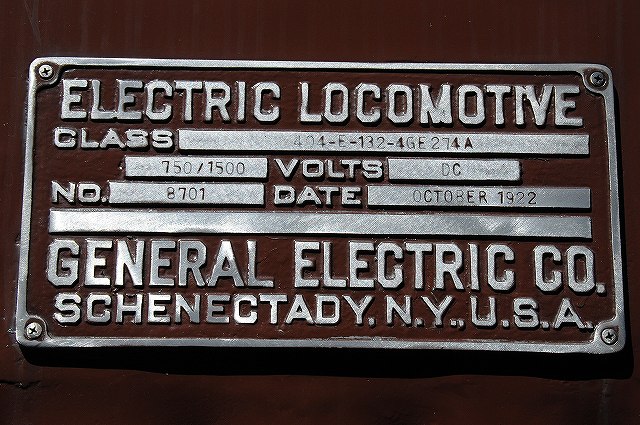 ELECTRIC LOCOMOTIVE
CLASS 404-E-132-4GE274A
750/1500 VOLTS DC
NO. 8701 DATE OCTOBER 1922
GENERAL ELECTRIC CO.
SCHENECTADY, N.Y., U.S.A.